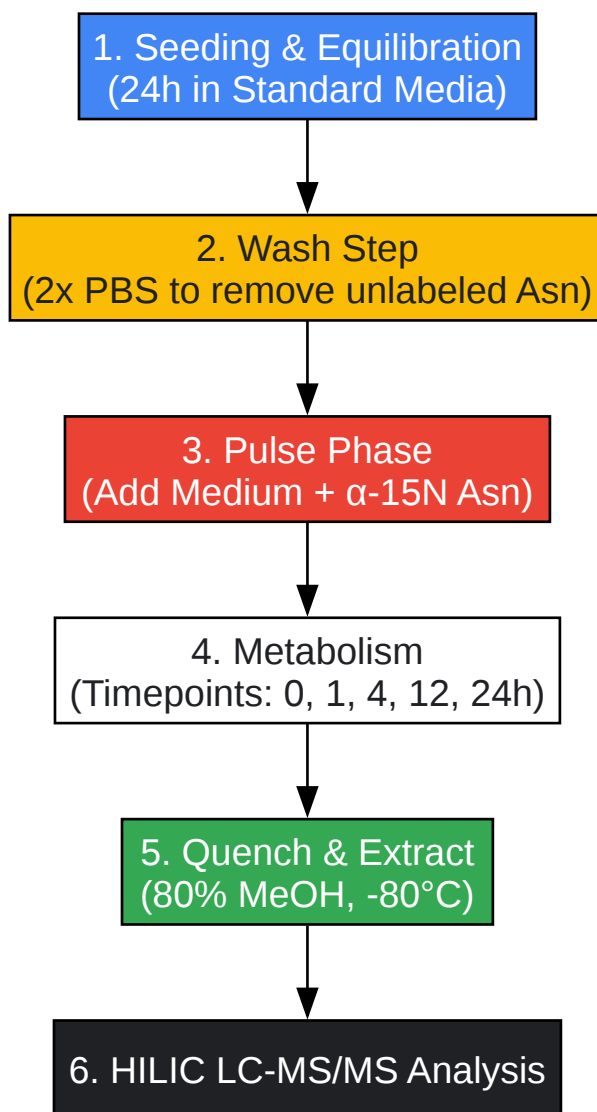 1. Seeding & Equilibration
(24h in Standard Media)
2. Wash Step
(2x PBS to remove unlabeled Asn)
3. Pulse Phase
(Add Medium + α-15N Asn)
4. Metabolism
(Timepoints: 0, 1, 4, 12, 24h)
5. Quench & Extract
(80% MeOH, -80°C)
6. HILIC LC-MS/MS Analysis